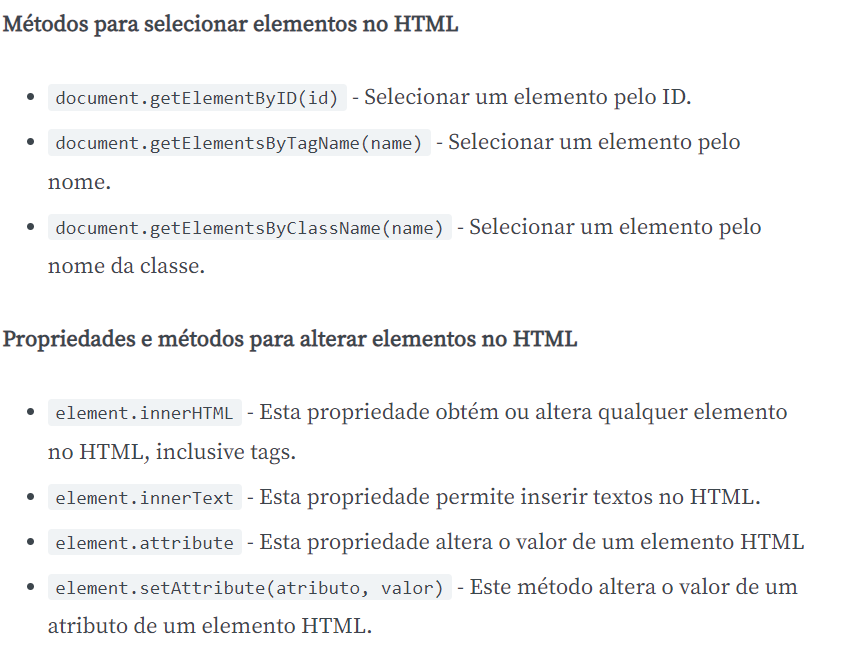 Métodos para selecionar elementos no HTML
• document.getElementByID(id) - Selecionar um elemento pelo ID.
• document.getElementsByTagName(name) - Selecionar um elemento pelo
nome.
• document.getElementsByClassName(name) - Selecionar um elemento pelo
nome da classe.
Propriedades e métodos para alterar elementos no HTML
• element.innerHTML - Esta propriedade obtém ou altera qualquer elemento
no HTML, inclusive tags.
• element.innerText - Esta propriedade permite inserir textos no HTML.
• element.attribute - Esta propriedade altera o valor de um elemento HTML
• element.setAttribute(atributo, valor) - Este método altera o valor de um
atributo de um elemento HTML.